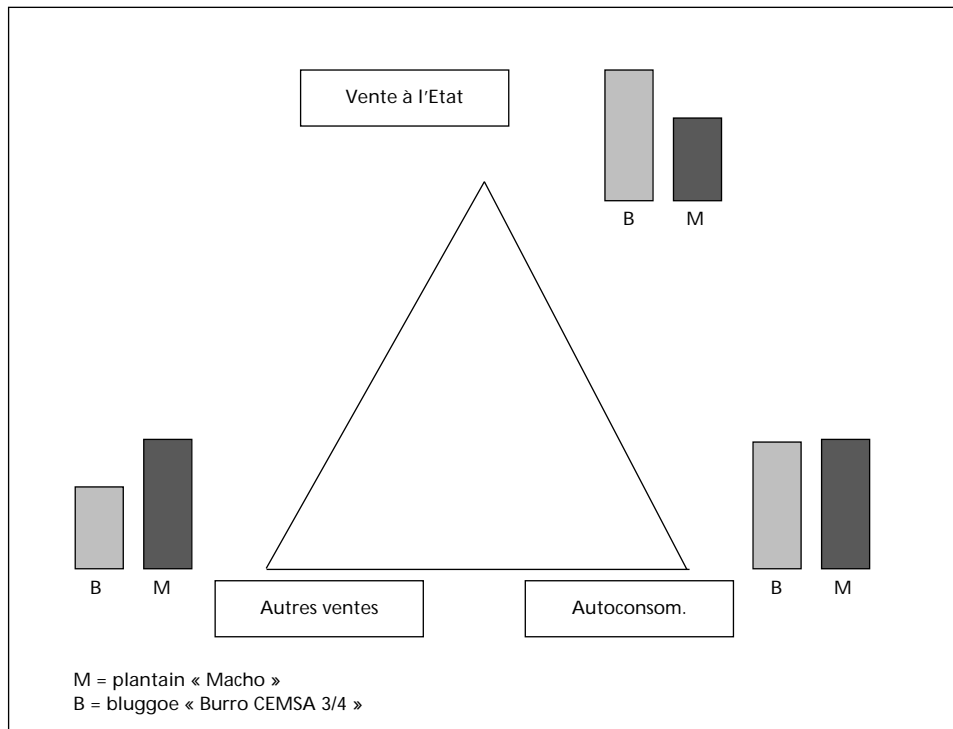 Vente à l'Etat
B M
B M
B M
Autres ventes
Autoconsom.
M = plantain « Macho »
B = bluggoe « Burro CEMSA 3/4 »